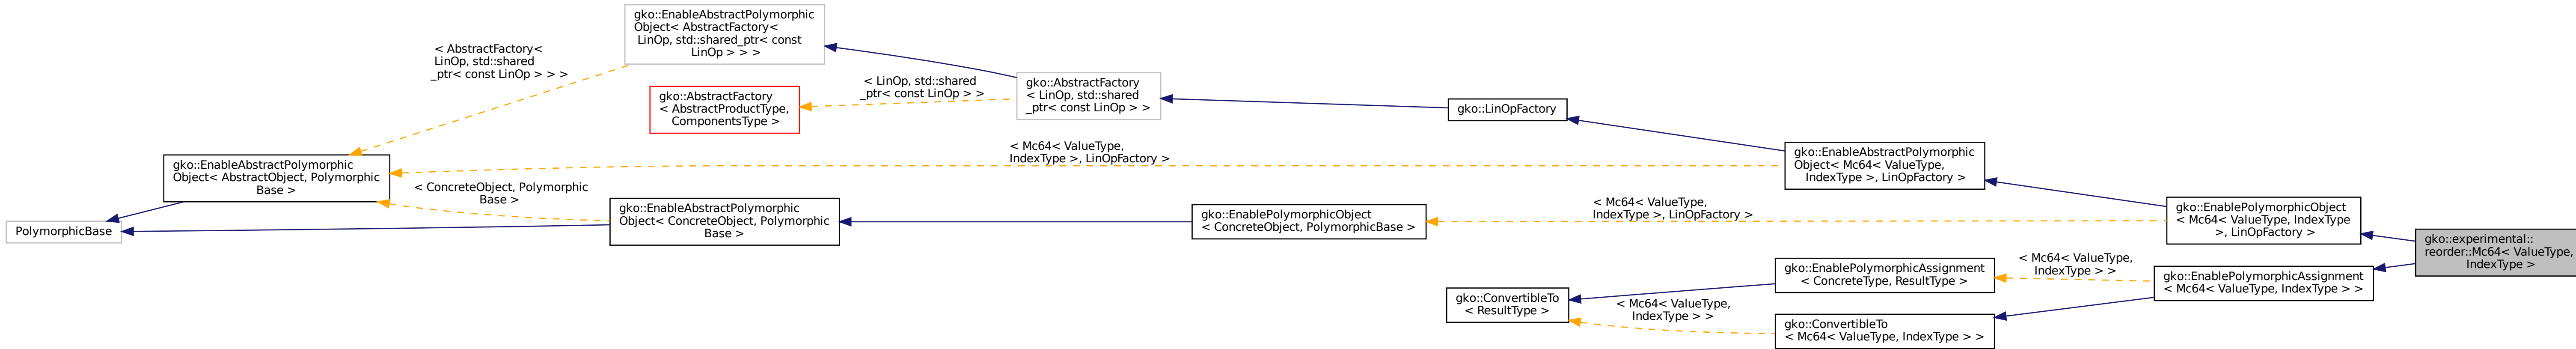 gko::EnableAbstractPolymorphic
Object< AbstractFactory<
LinOp, std::shared_ptr< const
LinOp > > >
< AbstractFactory<
LinOp, std::shared
_ptr< const LinOp > > >
gko::AbstractFactory
< AbstractProductType,
ComponentsType >
< LinOp, std::shared
_ptr< const LinOp > >
gko::AbstractFactory
< LinOp, std::shared
_ptr< const LinOp > >
gko::LinOpFactory
gko::EnableAbstractPolymorphic
Object< AbstractObject, Polymorphic
Base >
< Mc64< ValueType,
IndexType >, LinOpFactory >
gko::EnableAbstractPolymorphic
Object< Mc64< ValueType,
IndexType >, LinOpFactory >
< ConcreteObject, Polymorphic
Base >
PolymorphicBase
gko::EnableAbstractPolymorphic
Object< ConcreteObject, Polymorphic
Base >
gko::EnablePolymorphicObject
< ConcreteObject, PolymorphicBase >
< Mc64< ValueType,
IndexType >, LinOpFactory >
gko::EnablePolymorphicObject
< Mc64< ValueType, IndexType
>, LinOpFactory >
gko::experimental::
reorder::Mc64< ValueType,
IndexType >
gko::ConvertibleTo
< ResultType >
gko::EnablePolymorphicAssignment
< ConcreteType, ResultType >
< Mc64< ValueType,
IndexType > >
gko::EnablePolymorphicAssignment
< Mc64< ValueType, IndexType > >
< Mc64< ValueType,
IndexType > >
gko::ConvertibleTo
< Mc64< ValueType, IndexType > >